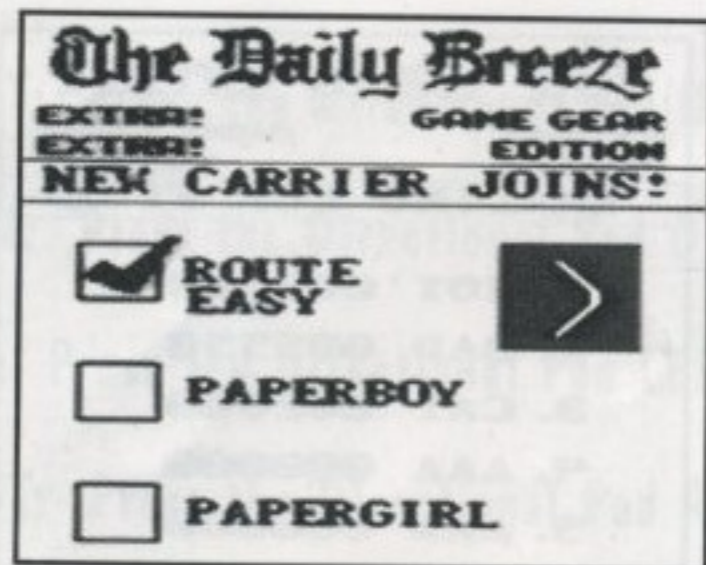 The Daily Breeze
EXTRA! GAME GEAR
EXTRA! EDITION
NEW CARRIER JOINS!
ROUTE
EASY
PAPERBOY
PAPERGIRL